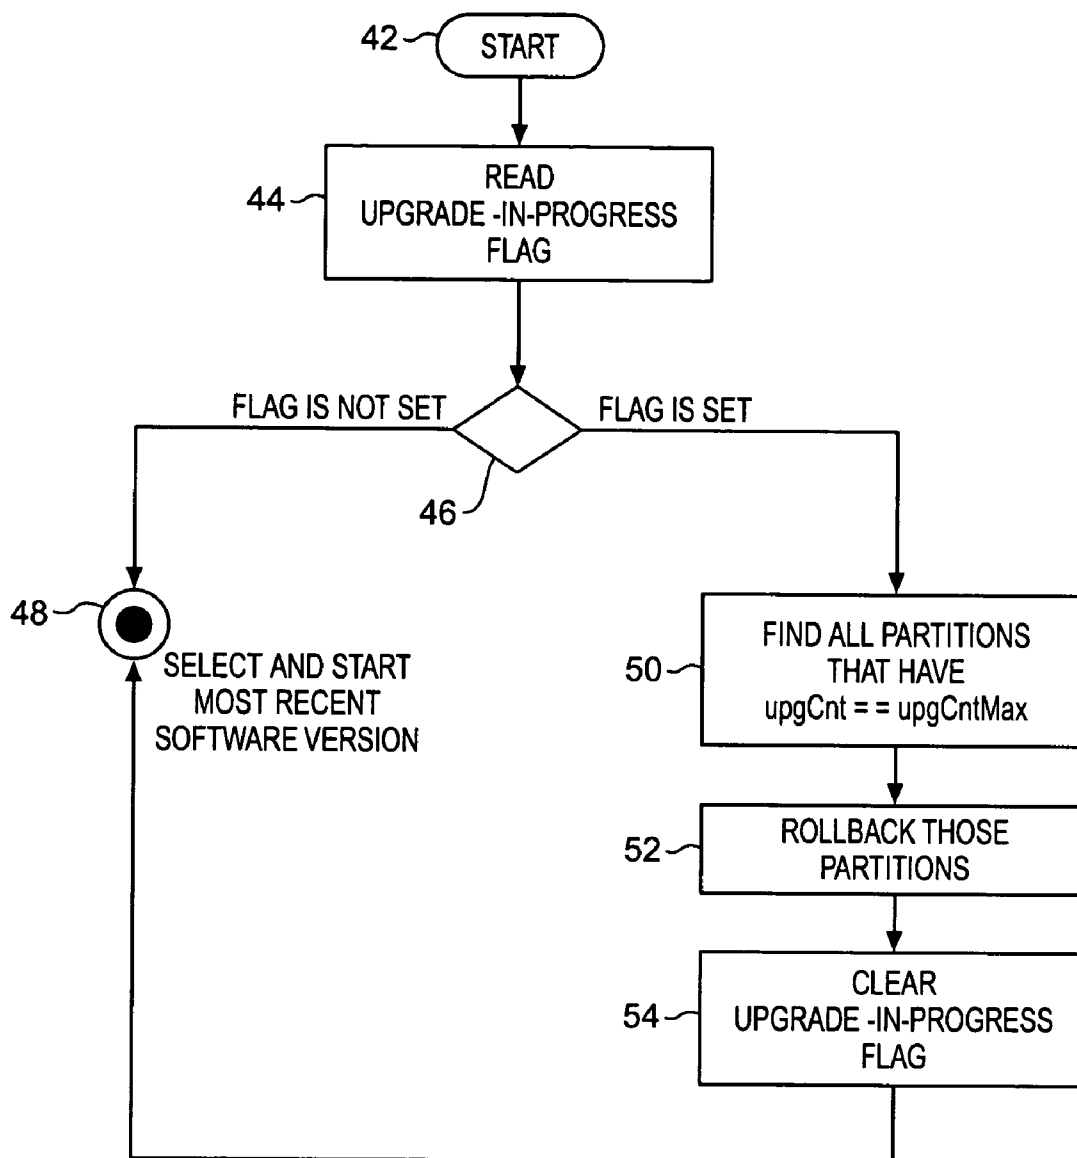 42
START
44
READ
UPGRADE -IN-PROGRESS
FLAG
FLAG IS NOT SET
FLAG IS SET
46
48
SELECT AND START
MOST RECENT
SOFTWARE VERSION
50
FIND ALL PARTITIONS
THAT HAVE
upgCnt = = upgCntMax
52
ROLLBACK THOSE
PARTITIONS
54
CLEAR
UPGRADE -IN-PROGRESS
FLAG